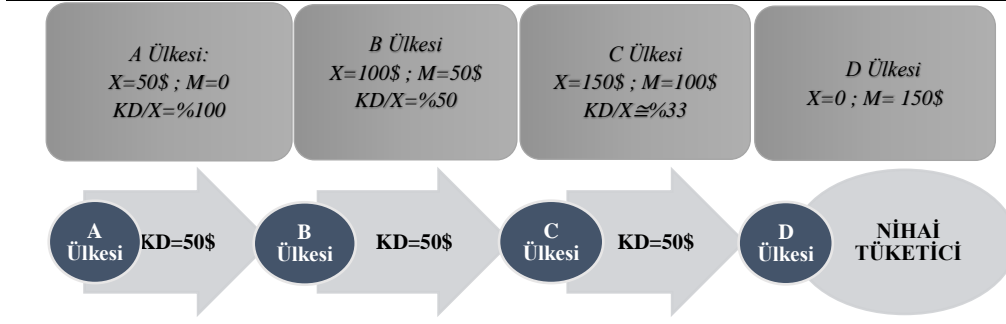 A Ülkesi:
X=50$ ; M=0
KD/X=%100
B Ülkesi
X=100$ ; M=50$
KD/X=%50
C Ülkesi
X=150$ ; M=100$
KD/X≅%33
D Ülkesi
X=0 ; M= 150$
A
Ülkesi
KD=50$
B
Ülkesi
KD=50$
C
Ülkesi
KD=50$
D
Ülkesi
NİHAİ
TÜKETİCİ